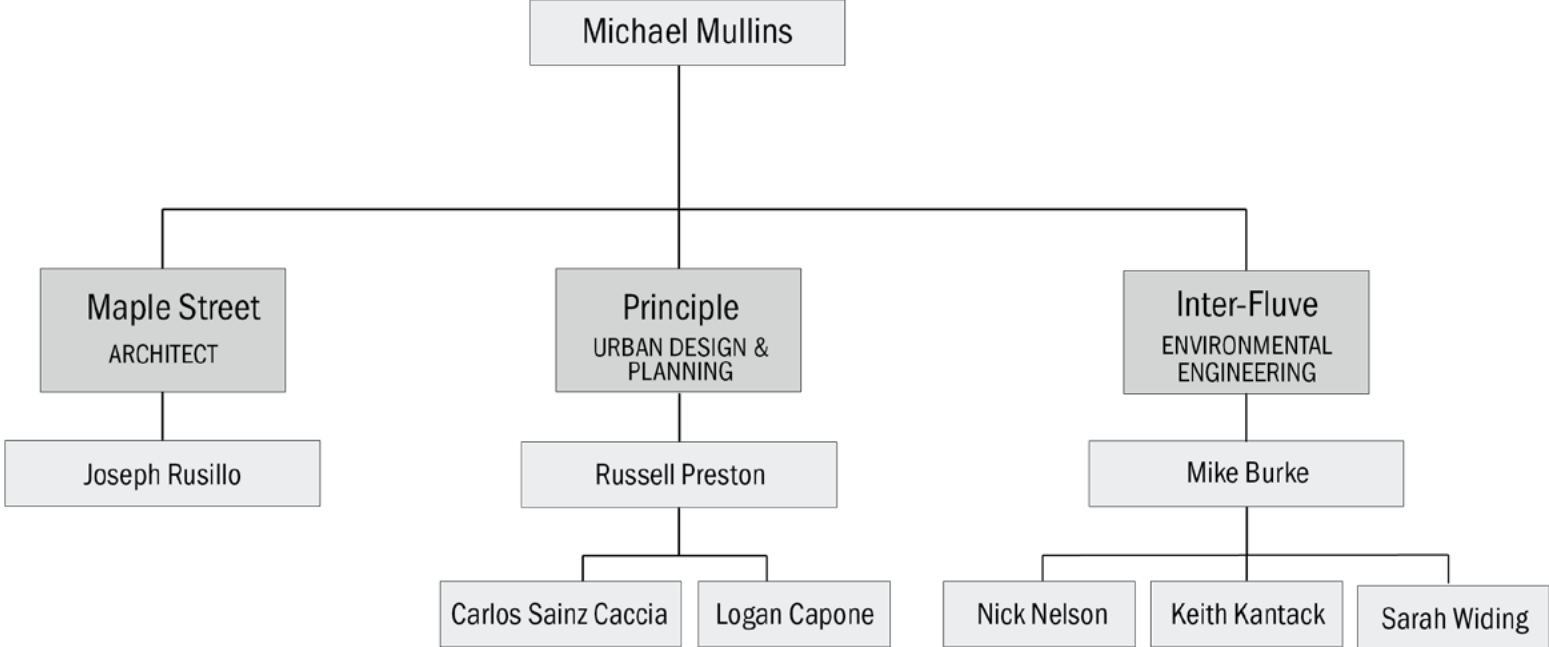 Michael Mullins
Maple Street
ARCHITECT
Principle
URBAN DESIGN &
PLANNING
Inter-Fluve
ENVIRONMENTAL
ENGINEERING
Joseph Rusillo
Russell Preston
Mike Burke
Carlos Sainz Caccia
Logan Capone
Nick Nelson
Keith Kantack
Sarah Widing